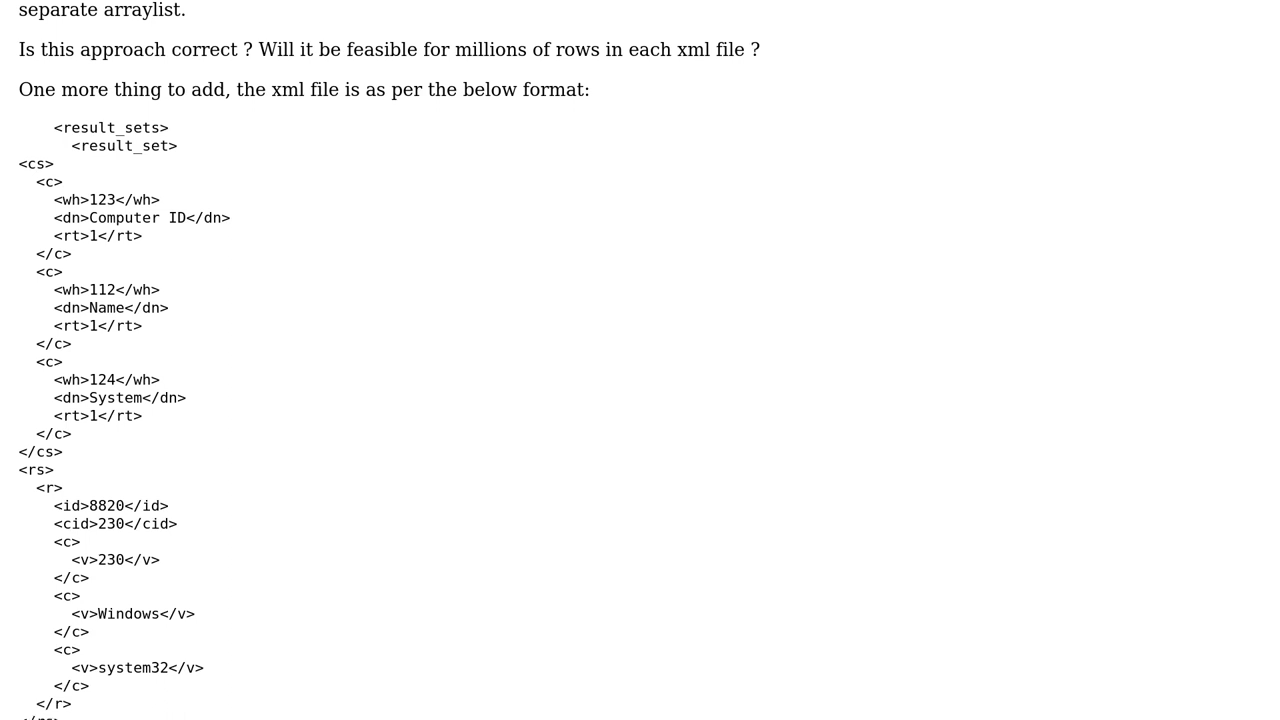 separate arraylist.
Is this approach correct ? Will it be feasible for millions of rows in each xml file ?
One more thing to add, the xml file is as per the below format:
    <result_sets>
      <result_set>
<cs>
  <c>
    <wh>123</wh>
    <dn>Computer ID</dn>
    <rt>1</rt>
  </c>
  <c>
    <wh>112</wh>
    <dn>Name</dn>
    <rt>1</rt>
  </c>
  <c>
    <wh>124</wh>
    <dn>System</dn>
    <rt>1</rt>
  </c>
</cs>
<rs>
  <r>
    <id>8820</id>
    <cid>230</cid>
    <c>
      <v>230</v>
    </c>
    <c>
      <v>Windows</v>
    </c>
    <c>
      <v>system32</v>
    </c>
  </r>
</rs>